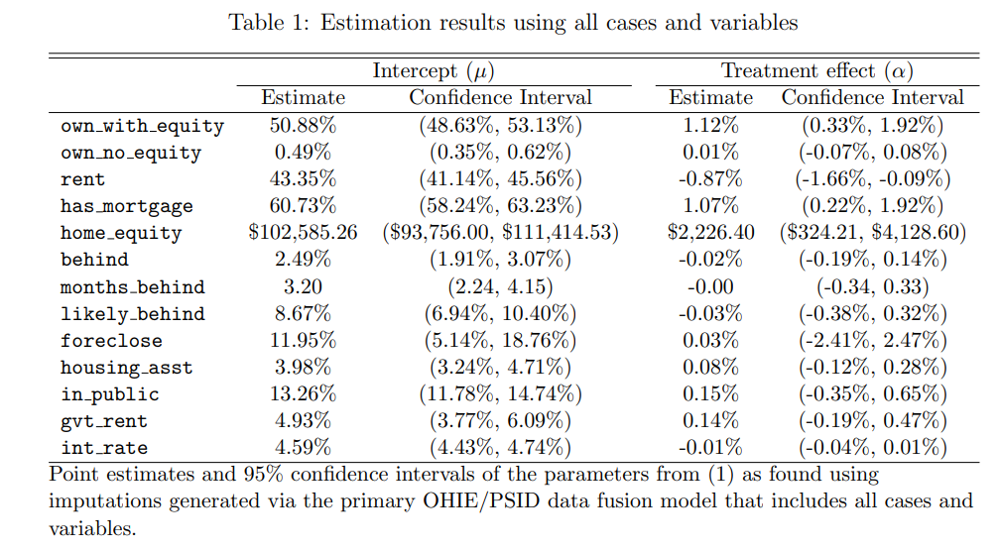 Table 1: Estimation results using all cases and variables
Intercept (μ) Treatment effect (α)
Estimate Confidence Interval Estimate Confidence Interval
own_with_equity 50.88% (48.63%, 53.13%) 1.12% (0.33%, 1.92%)
own_no_equity 0.49% (0.35%, 0.62%) 0.01% (-0.07%, 0.08%)
rent 43.35% (41.14%, 45.56%) -0.87% (-1.66%, -0.09%)
has_mortgage 60.73% (58.24%, 63.23%) 1.07% (0.22%, 1.92%)
home_equity $102,585.26 ($93,756.00, $111,414.53) $2,226.40 ($324.21, $4,128.60)
behind 2.49% (1.91%, 3.07%) -0.02% (-0.19%, 0.14%)
months_behind 3.20 (2.24, 4.15) -0.00 (-0.34, 0.33)
likely_behind 8.67% (6.94%, 10.40%) -0.03% (-0.38%, 0.32%)
foreclose 11.95% (5.14%, 18.76%) 0.03% (-2.41%, 2.47%)
housing_asst 3.98% (3.24%, 4.71%) 0.08% (-0.12%, 0.28%)
in_public 13.26% (11.78%, 14.74%) 0.15% (-0.35%, 0.65%)
gvt_rent 4.93% (3.77%, 6.09%) 0.14% (-0.19%, 0.47%)
int_rate 4.59% (4.43%, 4.74%) -0.01% (-0.04%, 0.01%)
Point estimates and 95% confidence intervals of the parameters from (1) as found using
imputations generated via the primary OHIE/PSID data fusion model that includes all cases and
variables.